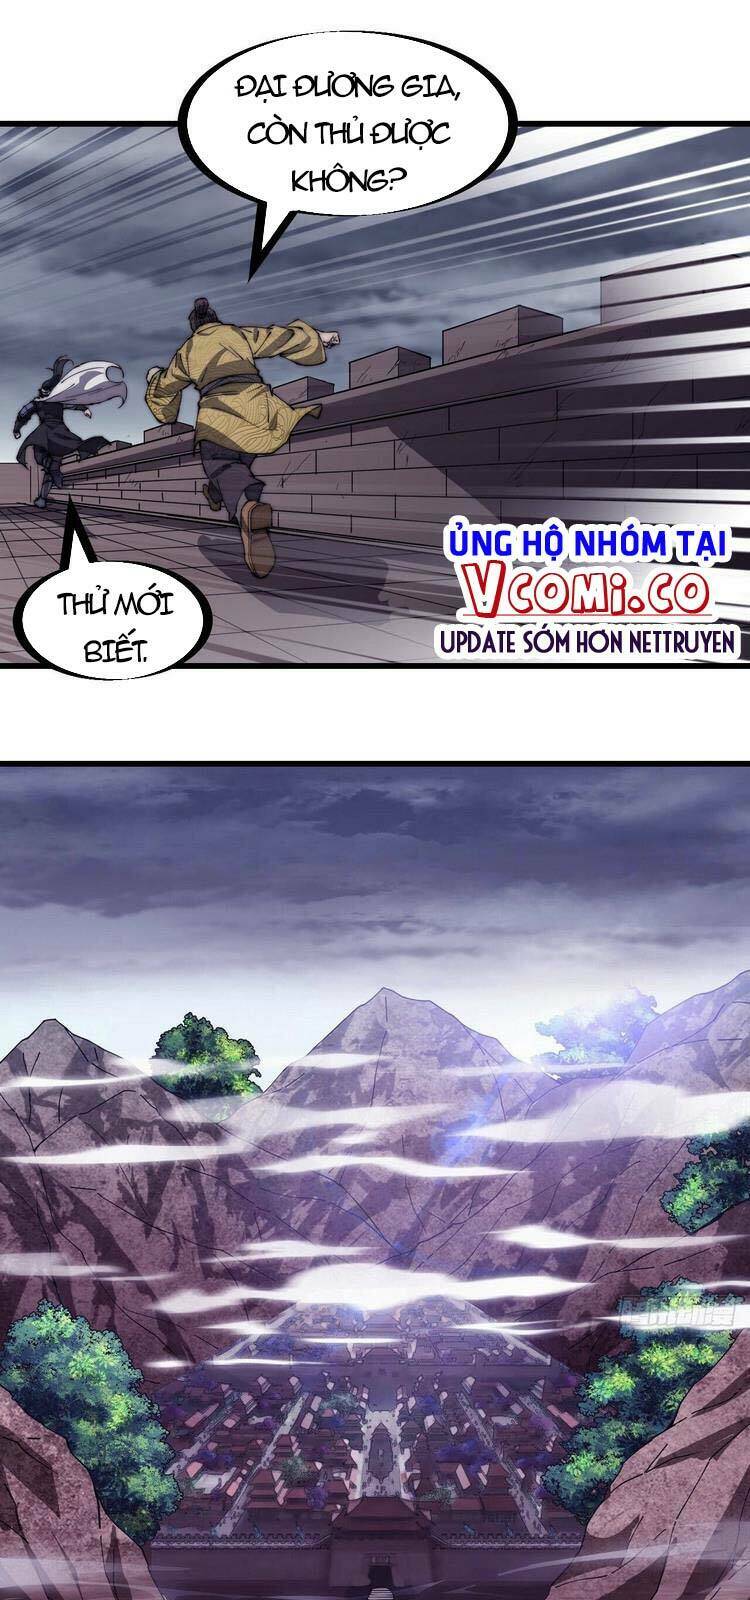 ĐẠI ĐƯƠNG GIA,
CÒN THỦ ĐƯỢC
KHÔNG?
THỬ MỚI
BIẾT.
ỦNG HỘ NHÓM TẠI
VCOMI.CO
UPDATE SỚM HƠN NETTRUYEN